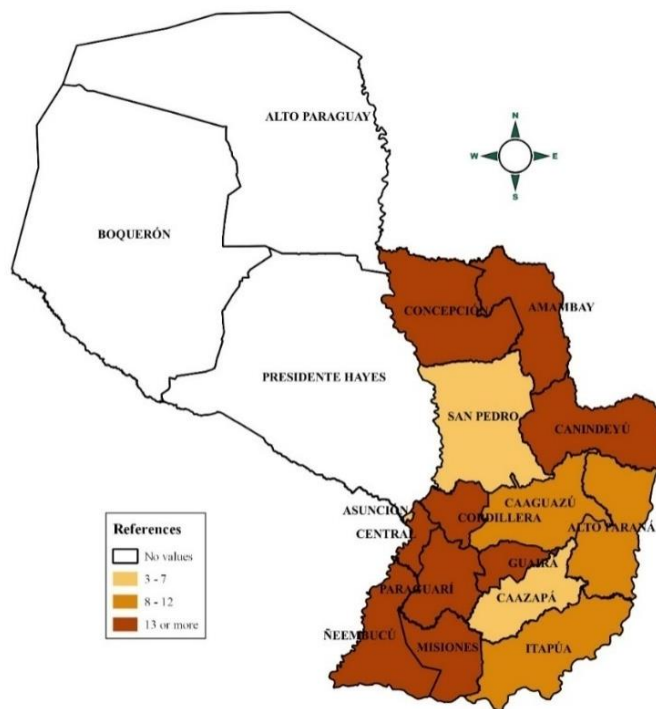 ALTO PARAGUAY
N
W
E
S
BOQUERÓN
CONCEPCIÓN
AMAMBAY
PRESIDENTE HAYES
SAN PEDRO
CANINDEYÚ
ASUNCIÓN
CAAGUAZÚ
CORDILLERA
ALTO PARANÁ
CENTRAL
GUAIRÁ
PARAGUARÍ
CAAZAPÁ
ÑEEMBUCÚ
MISIONES
ITAPÚA
References
No values
3 - 7
8 - 12
13 or more